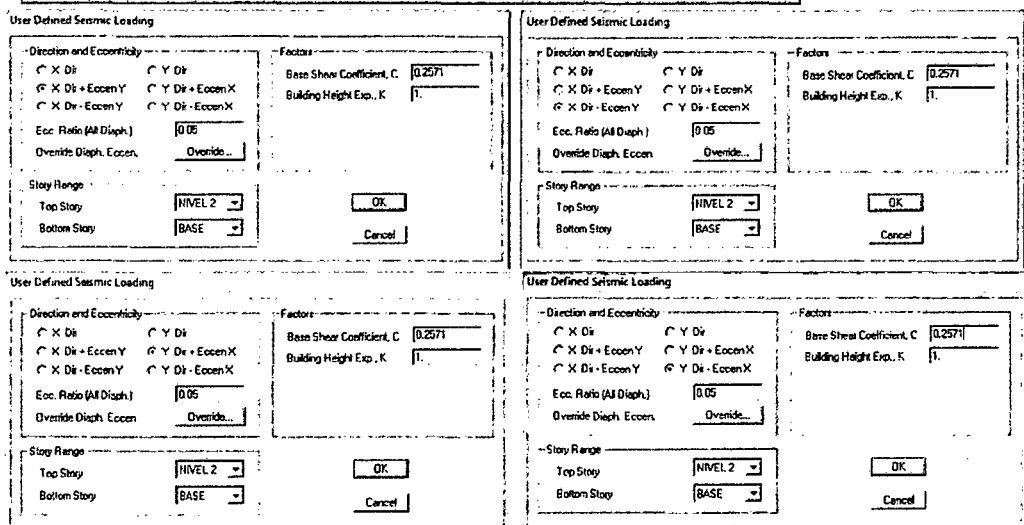 User Defined Seismic Loading
Direction and Eccentricity
X Dir Y Dir
X Dir + Eccen Y Y Dir + Eccen X
X Dir - Eccen Y Y Dir - Eccen X
Ecc. Ratio (All Diaph.) 0.05
Override Diaph. Eccen. Override...
Factors
Base Shear Coefficient, C 0.2571
Building Height Exp., K 1.
Story Range
Top Story NIVEL 2
Bottom Story BASE
OK
Cancel
User Defined Seismic Loading
Direction and Eccentricity
X Dir Y Dir
X Dir + Eccen Y Y Dir + Eccen X
X Dir - Eccen Y Y Dir - Eccen X
Ecc. Ratio (All Diaph.) 0.05
Override Diaph. Eccen. Override...
Factors
Base Shear Coefficient, C 0.2571
Building Height Exp., K 1.
Story Range
Top Story NIVEL 2
Bottom Story BASE
OK
Cancel
User Defined Seismic Loading
Direction and Eccentricity
X Dir Y Dir
X Dir + Eccen Y Y Dir + Eccen X
X Dir - Eccen Y Y Dir - Eccen X
Ecc. Ratio (All Diaph.) 0.05
Override Diaph. Eccen. Override...
Factors
Base Shear Coefficient, C 0.2571
Building Height Exp., K 1.
Story Range
Top Story NIVEL 2
Bottom Story BASE
OK
Cancel
User Defined Seismic Loading
Direction and Eccentricity
X Dir Y Dir
X Dir + Eccen Y Y Dir + Eccen X
X Dir - Eccen Y Y Dir - Eccen X
Ecc. Ratio (All Diaph.) 0.05
Override Diaph. Eccen. Override...
Factors
Base Shear Coefficient, C 0.2571
Building Height Exp., K 1.
Story Range
Top Story NIVEL 2
Bottom Story BASE
OK
Cancel